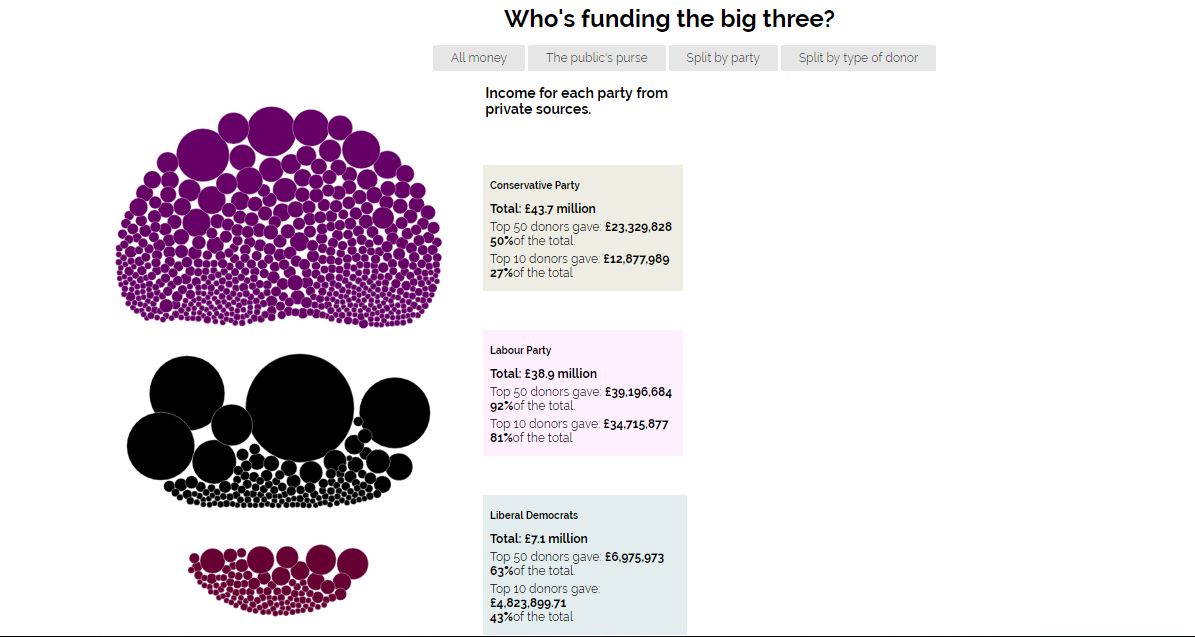 Who's funding the big three?
All money
The public's purse
Split by party
Split by type of donor
Income for each party from
private sources.
Conservative Party
Total: £43.7 million
Top 50 donors gave: £23,329,828
50%of the total.
Top 10 donors gave: £12,877,989
27%of the total
Labour Party
Total: £38.9 million
Top 50 donors gave: £39,196,684
92%of the total.
Top 10 donors gave: £34,715,877
81%of the total
Liberal Democrats
Total: £7.1 million
Top 50 donors gave: £6,975,973
63%of the total.
Top 10 donors gave:
£4,823,899.71
43%of the total